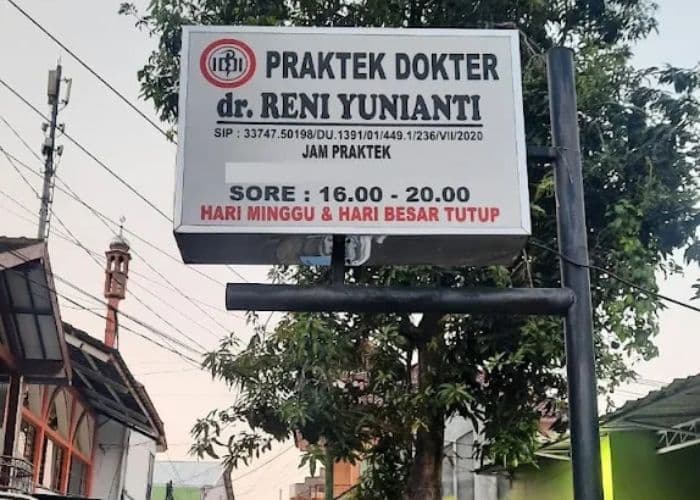 IDI
PRAKTEK DOKTER
dr. RENI YUNIANTI
SIP : 33747.50198/DU.1391/01/449.1/236/VII/2020
JAM PRAKTEK
SORE : 16.00 - 20.00
HARI MINGGU & HARI BESAR TUTUP